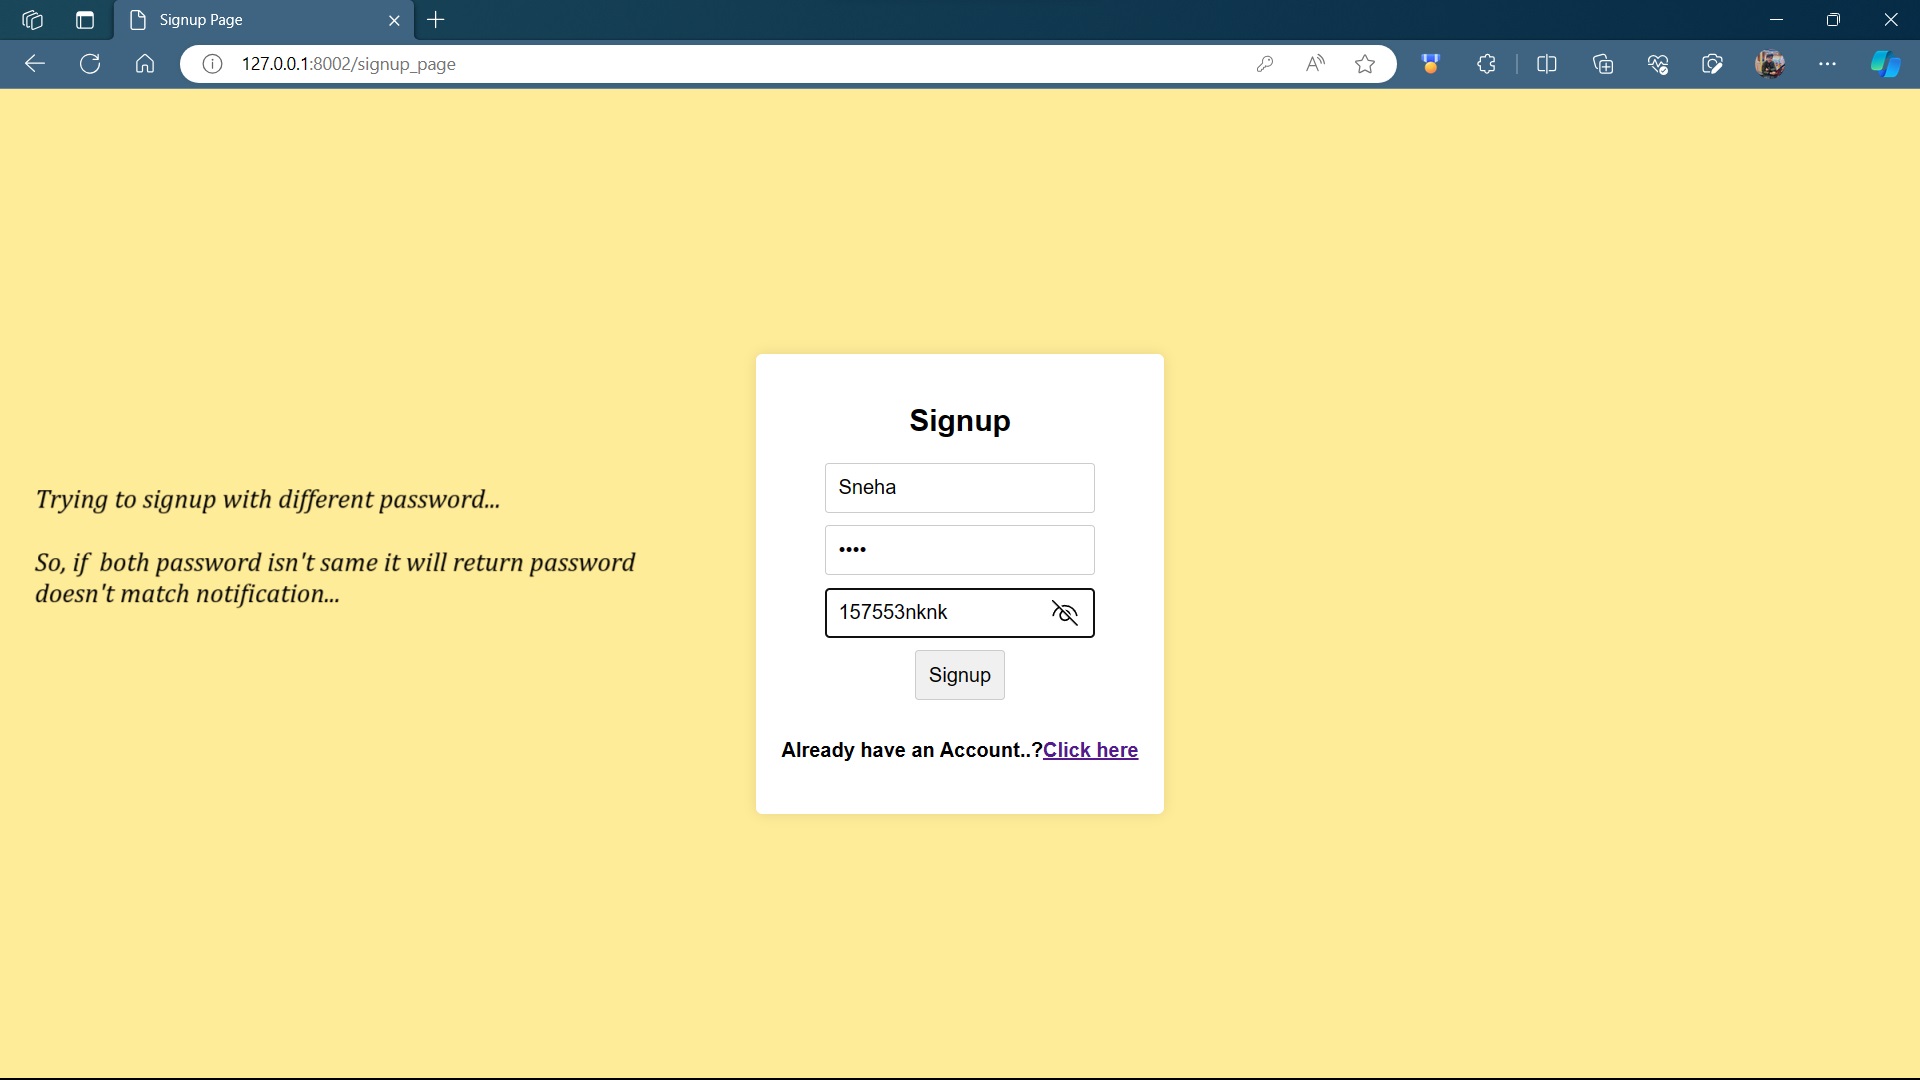 Signup Page
127.0.0.1:8002/signup_page
Signup
Sneha
••••
157553nknk
Signup
Already have an Account..?Click here
Trying to signup with different password...
So, if both password isn't same it will return password
doesn't match notification...